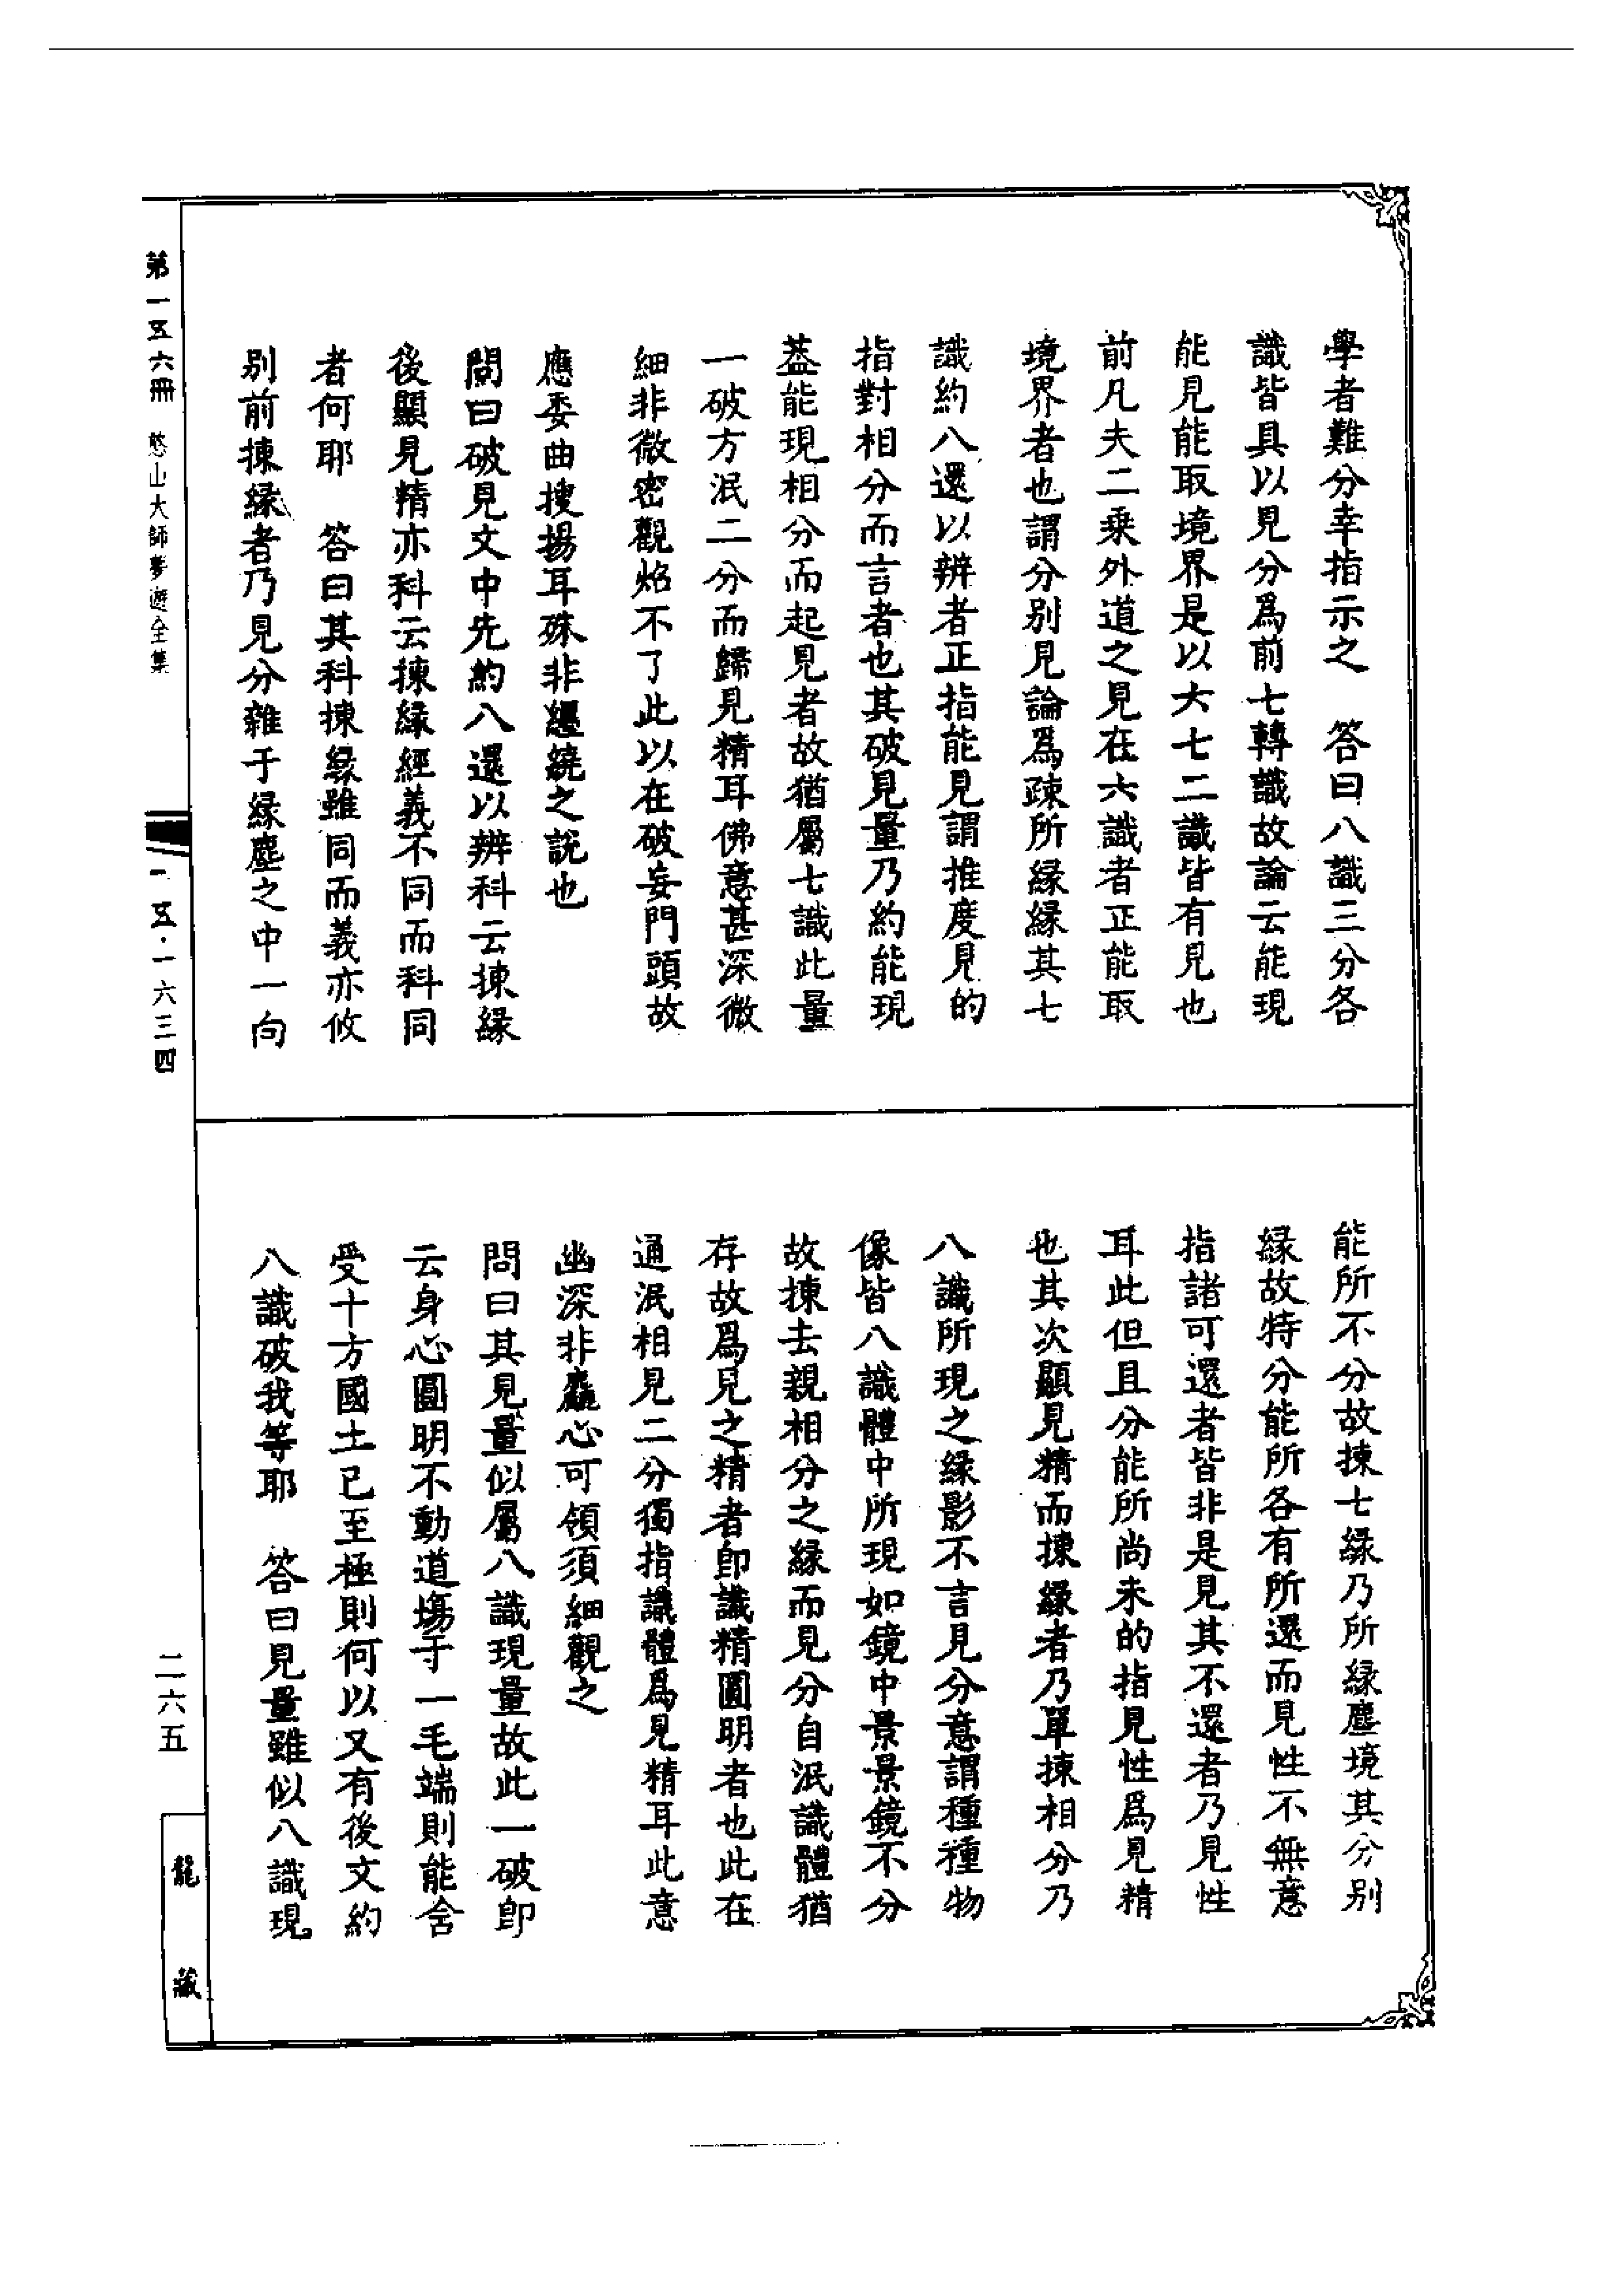 學者難分幸指示之　答曰八識三分各
識皆具以見分爲前七轉識故論云能現
能見能取境界是以六七二識皆有見也
前凡夫二乘外道之見在六識者正能取
境界者也謂分別見論爲疎所緣緣其七
識約八還以辨者正指能見謂推度見的
指對相分而言者也其破見量乃約能現
葢能現相分而起見者故猶屬七識此量
一破方泯二分而歸見精耳佛意甚深微
細非微密觀焰不了此以在破妄門頭故
應委曲搜揚耳殊非纏繞之說也
問曰破見文中先約八還以辨科云揀緣
後顯見精亦科云揀緣經義不同而科同
者何耶　答曰其科揀緣雖同而義亦攸
別前揀緣者乃見分雜于緣塵之中一向
能所不分故揀七緣乃所緣塵境其分別
緣故特分能所各有所還而見性不無意
指諸可還者皆非是見其不還者乃見性
耳此但且分能所尚未的指見性爲見精
也其次顯見精而揀緣者乃單揀相分乃
八識所現之緣影不言見分意謂種種物
像皆八識體中所現如鏡中景景鏡不分
故揀去親相分之緣而見分自泯識體猶
存故爲見之精者卽識精圓明者也此在
通泯相見二分獨指識體爲見精耳此意
幽深非麤心可領須細觀之
問曰其見量似屬八識現量故此一破卽
云身心圓明不動道場于一毛端則能含
受十方國土已至極則何以又有後文約
八識破我等耶　答曰見量雖似八識現
第一五六冊　憨山大師夢遊全集
一五·一六三四
二六五
龍藏